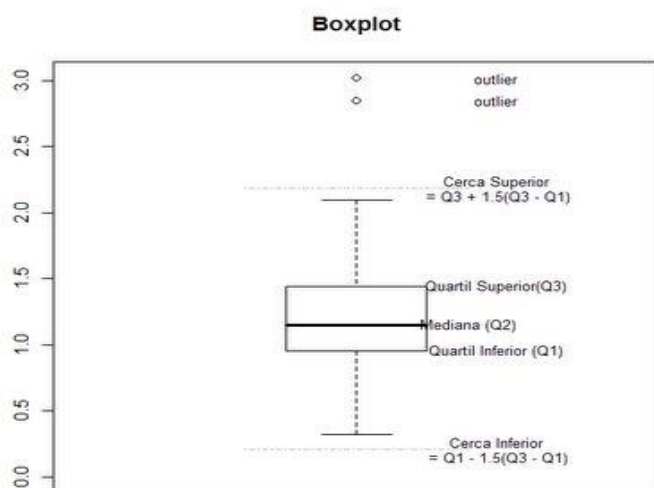 Boxplot
3.0
outlier
outlier
2.5
Cerca Superior
= Q3 + 1.5(Q3 - Q1)
2.0
1.5
Quartil Superior(Q3)
Mediana (Q2)
1.0
Quartil Inferior (Q1)
0.5
Cerca Inferior
= Q1 - 1.5(Q3 - Q1)
0.0